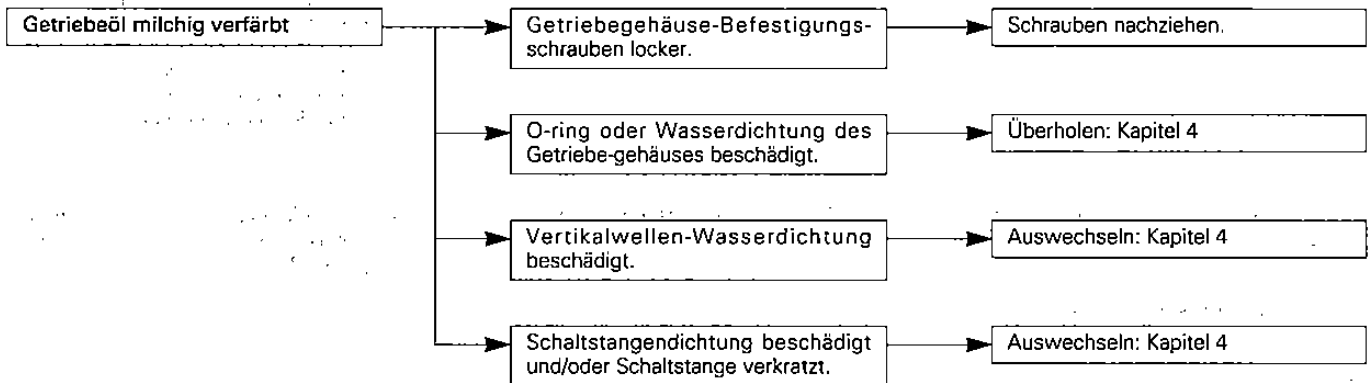 Getriebeöl milchig verfärbt
Getriebegehäuse-Befestigungs-
schrauben locker.
Schrauben nachziehen.
O-ring oder Wasserdichtung des
Getriebe-gehäuses beschädigt.
Überholen: Kapitel 4
Vertikalwellen-Wasserdichtung
beschädigt.
Auswechseln: Kapitel 4
Schaltstangendichtung beschädigt
und/oder Schaltstange verkratzt.
Auswechseln: Kapitel 4